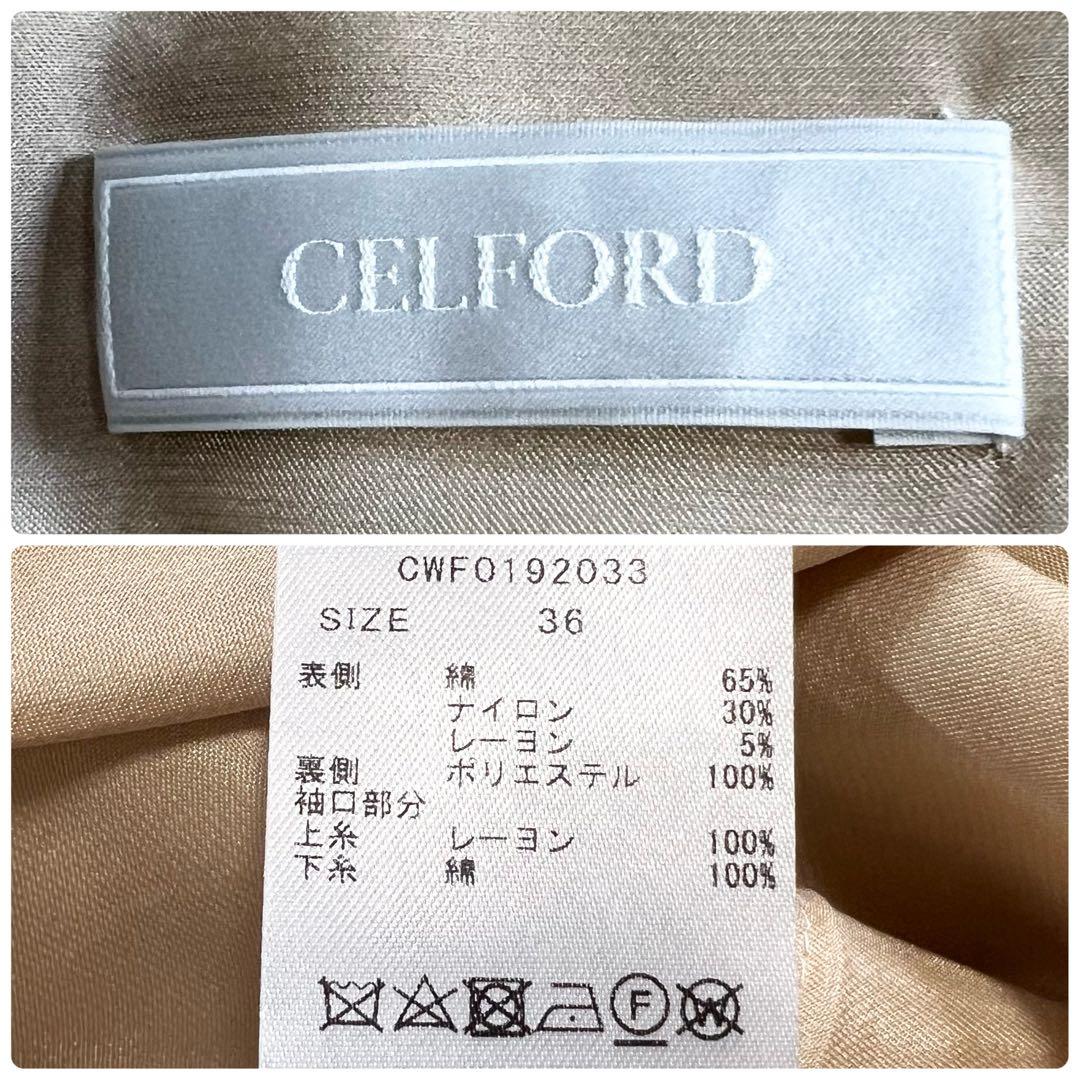 CELFORD
CWF0192033
SIZE 36
表側 綿 65%
ナイロン 30%
レーヨン 5%
裏側 ポリエステル 100%
袖口部分
上糸 レーヨン 100%
下糸 綿 100%
F W